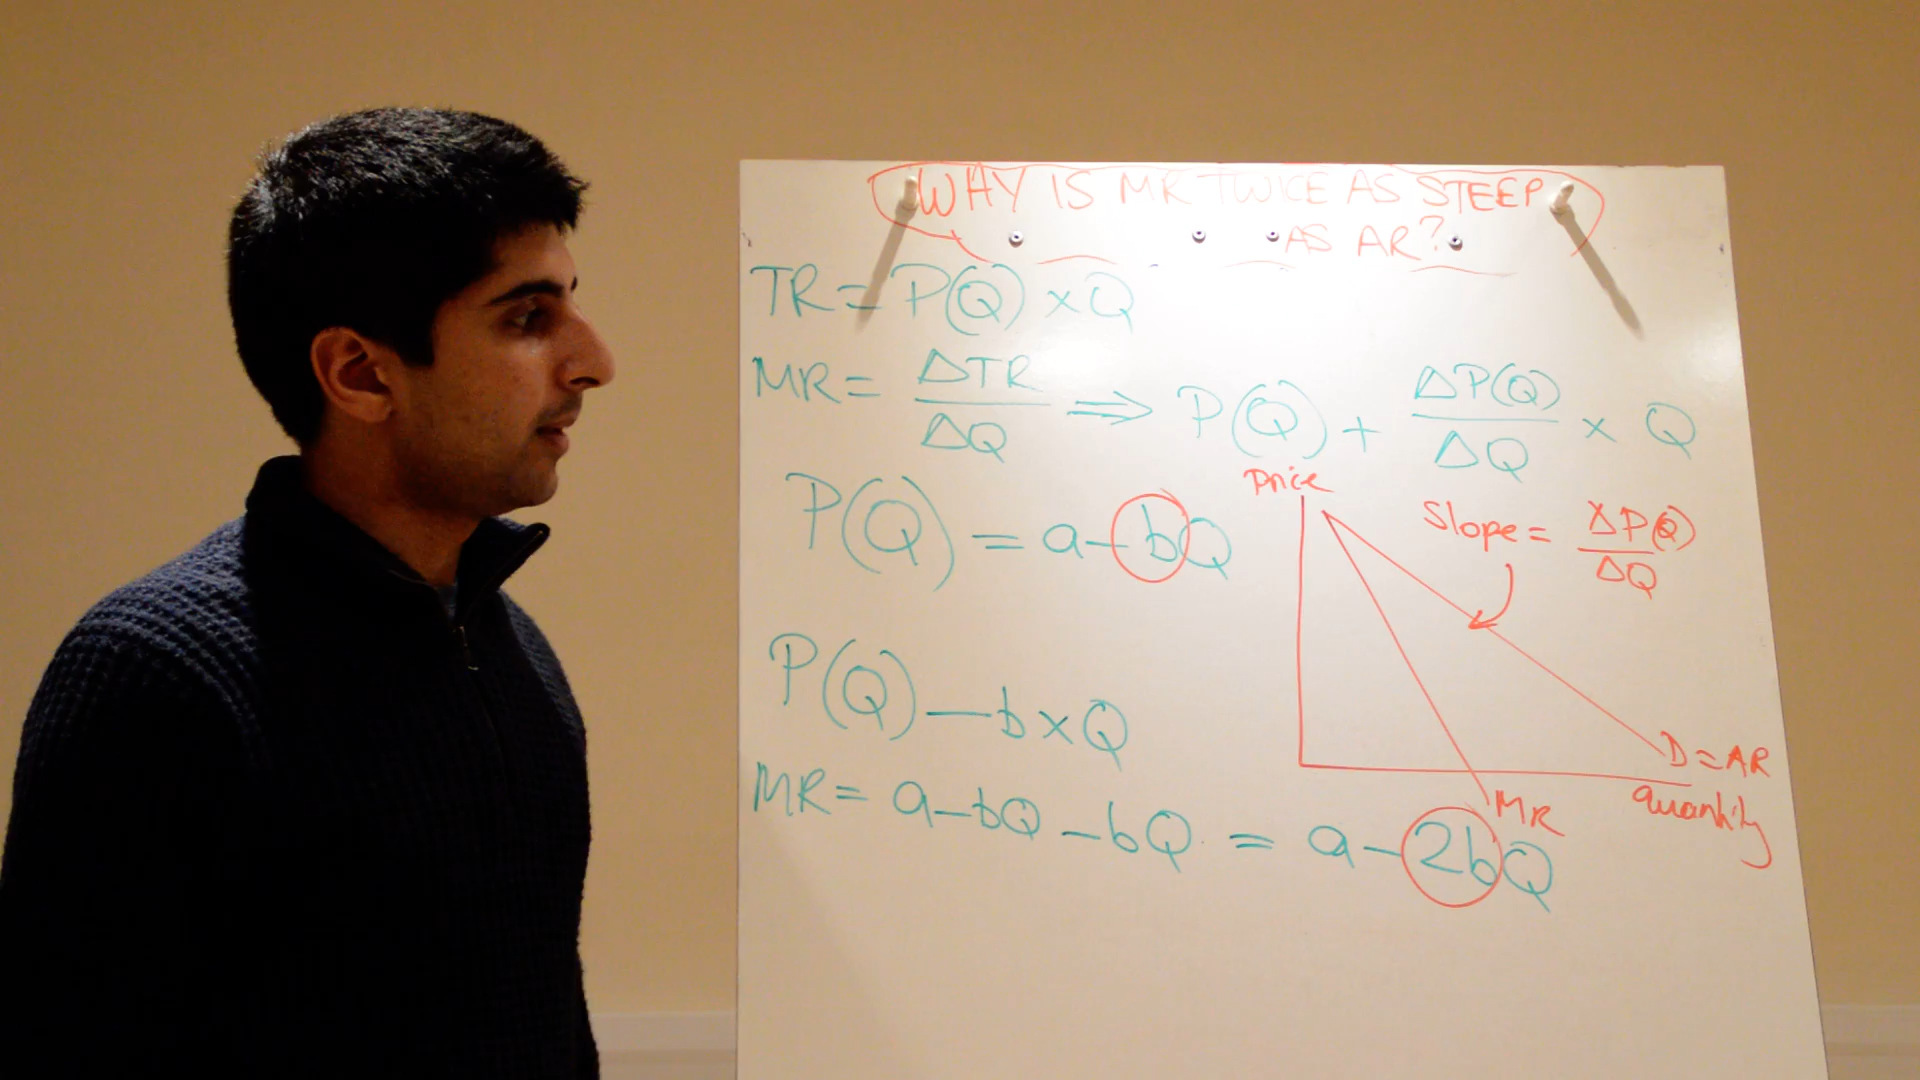 WHY IS MR TWICE AS STEEP
AS AR?
TR = P(Q) × Q
MR = ΔTR / ΔQ ⇒ P(Q) + ΔP(Q) / ΔQ × Q
P(Q) = a - bQ
Price
Slope = ΔP(Q) / ΔQ
P(Q) - b × Q
D = AR
quantity
MR
MR = a - bQ - bQ = a - 2bQ